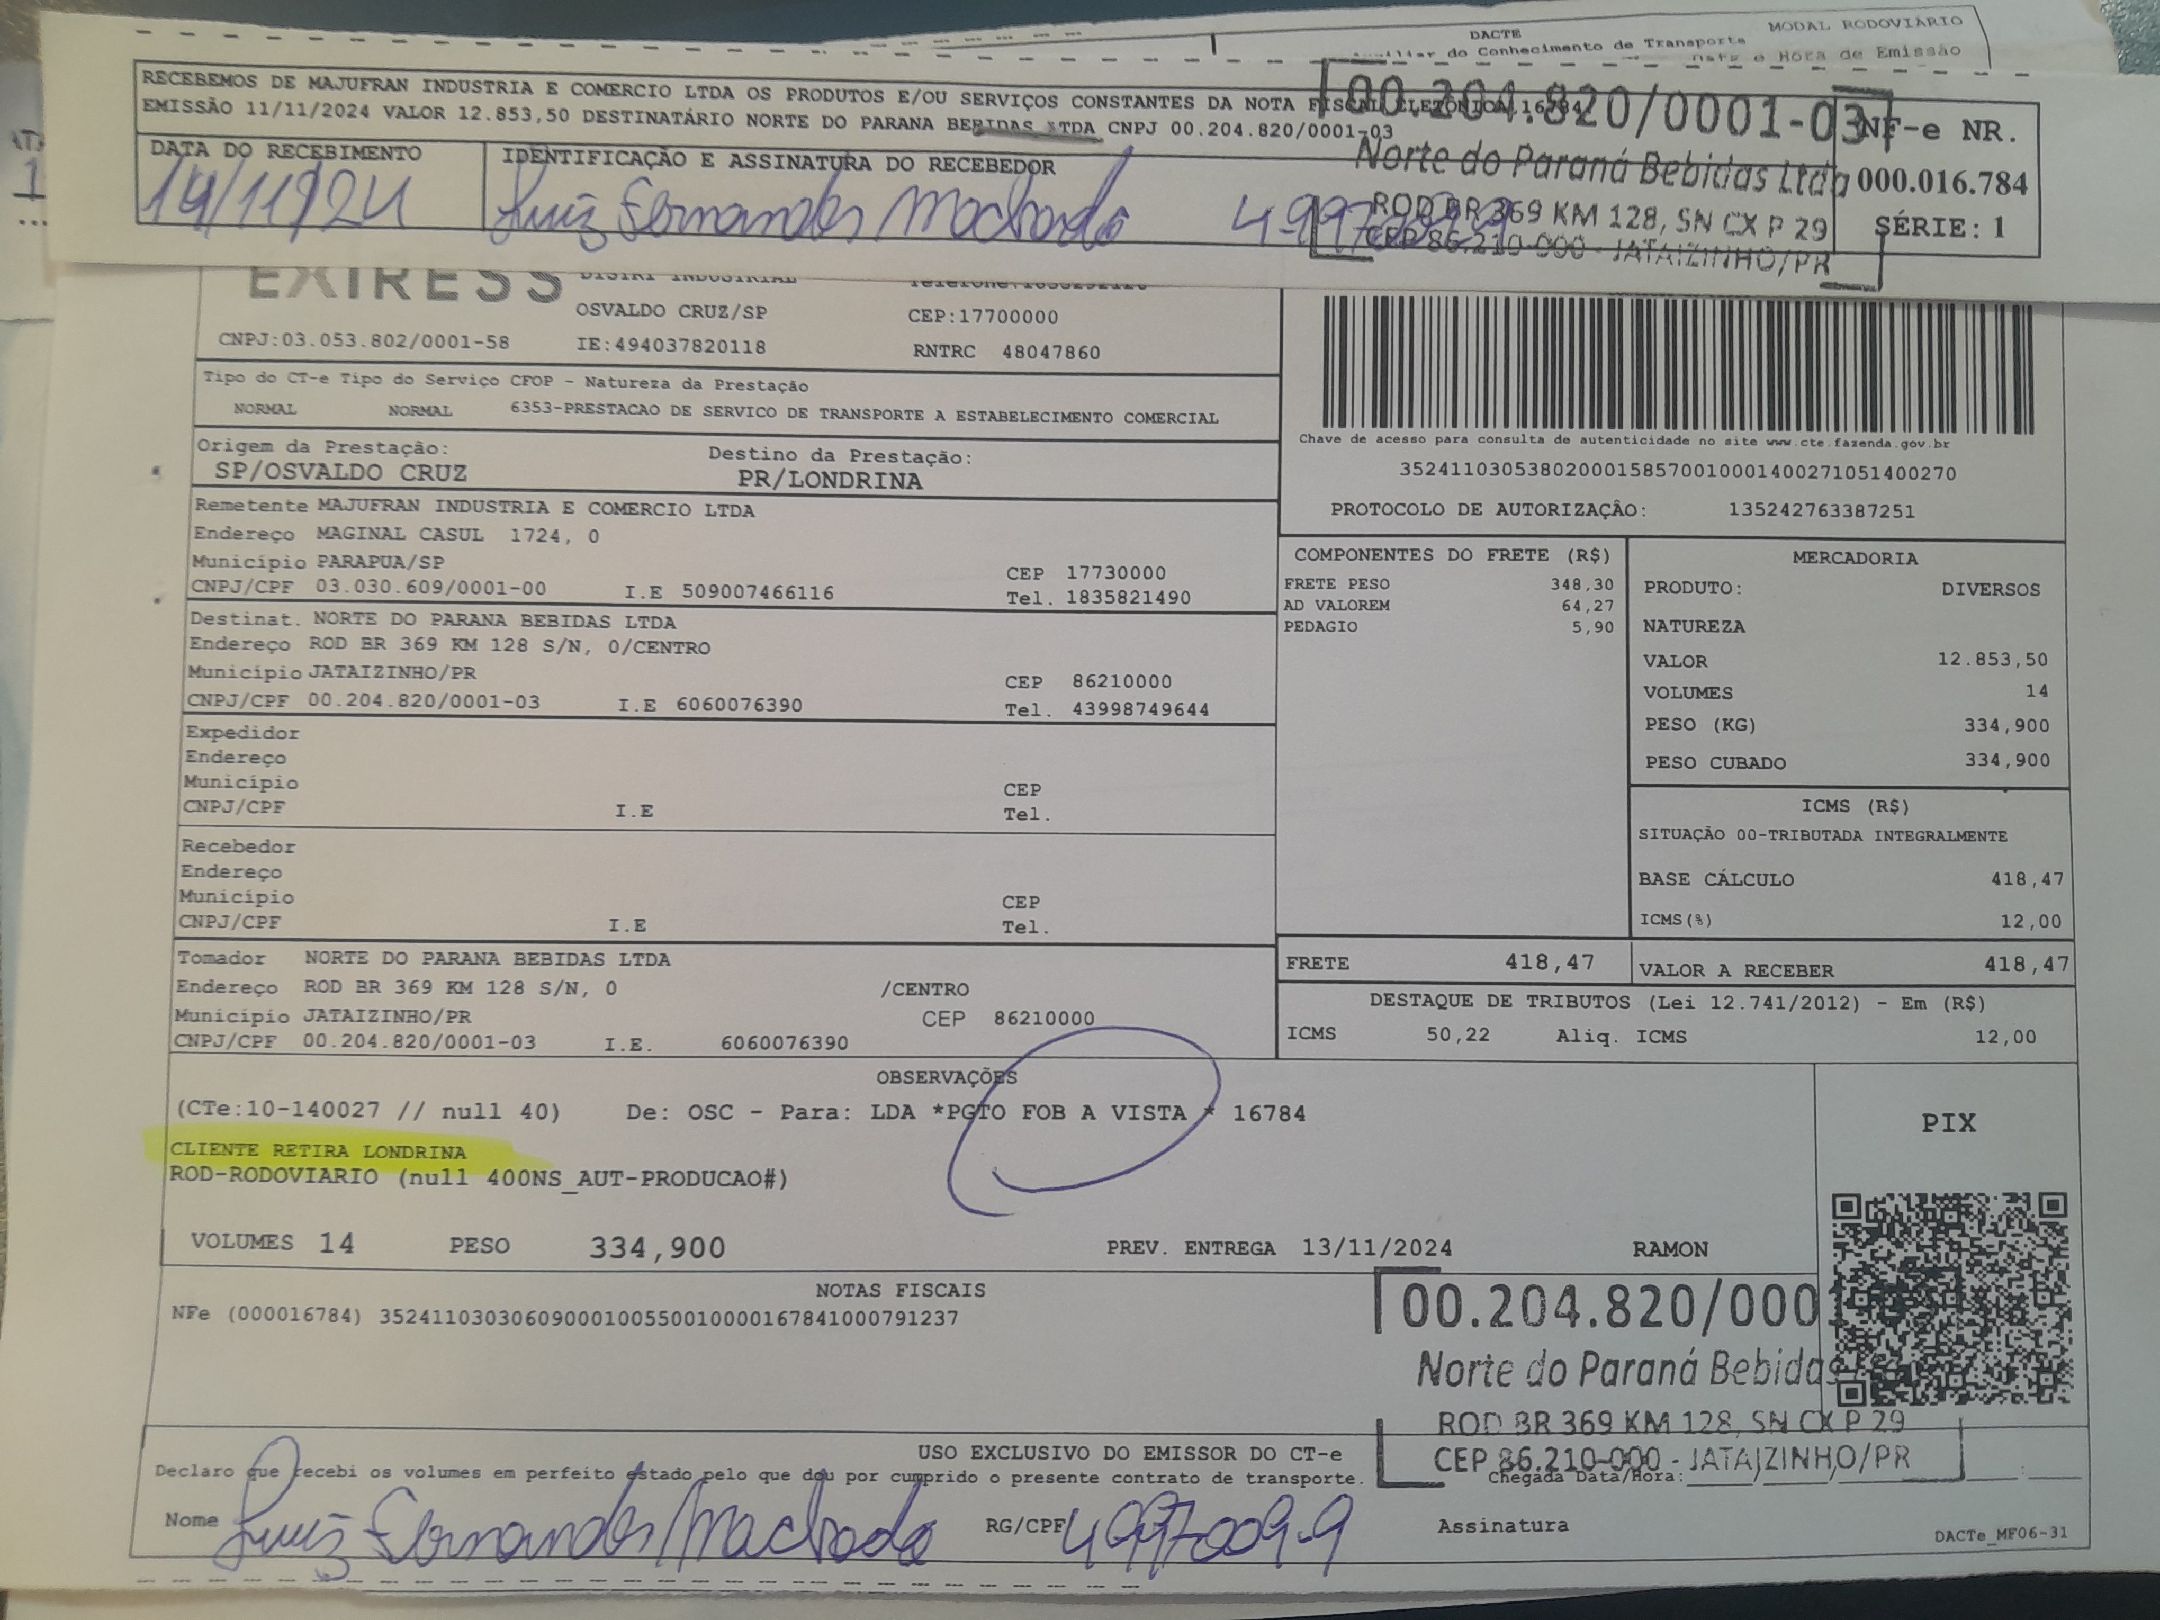 DACTE
MODAL RODOVIÁRIO
do Conhecimento de Transporte
e Hora de Emissão
RECEBEMOS DE MAJUFRAN INDUSTRIA E COMERCIO LTDA OS PRODUTOS E/OU SERVIÇOS CONSTANTES DA NOTA FISCAL ELETRÔNICA 16784
EMISSÃO 11/11/2024 VALOR 12.853,50 DESTINATÁRIO NORTE DO PARANA BEBIDAS LTDA CNPJ 00.204.820/0001-03
DATA DO RECEBIMENTO
14/11/24
IDENTIFICAÇÃO E ASSINATURA DO RECEBEDOR
Luiz Fernandes Machado
00.204.820/0001-03
Norte do Paraná Bebidas Ltda
ROD BR 369 KM 128, SN CX P 29
CEP 86.210-000 - JATAIZINHO/PR
NF-e NR.
000.016.784
SÉRIE: 1
EXPRESS
DISTRI INDUSTRIAL
OSVALDO CRUZ/SP
CEP:17700000
CNPJ:03.053.802/0001-58
IE:494037820118
RNTRC 48047860
Tipo do CT-e Tipo do Serviço CFOP - Natureza da Prestação
NORMAL NORMAL 6353-PRESTACAO DE SERVICO DE TRANSPORTE A ESTABELECIMENTO COMERCIAL
Chave de acesso para consulta de autenticidade no site www.cte.fazenda.gov.br
35241103053802000158570010001400271051400270
PROTOCOLO DE AUTORIZAÇÂO: 135242763387251
Origem da Prestação:
SP/OSVALDO CRUZ
Destino da Prestação:
PR/LONDRINA
Remetente MAJUFRAN INDUSTRIA E COMERCIO LTDA
Endereço MAGINAL CASUL 1724, 0
Município PARAPUA/SP
CEP 17730000
CNPJ/CPF 03.030.609/0001-00 I.E 509007466116
Tel. 1835821490
Destinat. NORTE DO PARANA BEBIDAS LTDA
Endereço ROD BR 369 KM 128 S/N, 0/CENTRO
Município JATAIZINHO/PR
CEP 86210000
CNPJ/CPF 00.204.820/0001-03 I.E 6060076390
Tel. 43998749644
Expedidor
Endereço
Município
CEP
CNPJ/CPF I.E
Tel.
Recebedor
Endereço
Município
CEP
CNPJ/CPF I.E
Tel.
Tomador NORTE DO PARANA BEBIDAS LTDA
Endereço ROD BR 369 KM 128 S/N, 0 /CENTRO
Município JATAIZINHO/PR CEP 86210000
CNPJ/CPF 00.204.820/0001-03 I.E. 6060076390
COMPONENTES DO FRETE (R$)
FRETE PESO 348,30
AD VALOREM 64,27
PEDAGIO 5,90
MERCADORIA
PRODUTO: DIVERSOS
NATUREZA
VALOR 12.853,50
VOLUMES 14
PESO (KG) 334,900
PESO CUBADO 334,900
ICMS (R$)
SITUAÇÃO 00-TRIBUTADA INTEGRALMENTE
BASE CÁLCULO 418,47
ICMS(%) 12,00
FRETE 418,47
VALOR A RECEBER 418,47
DESTAQUE DE TRIBUTOS (Lei 12.741/2012) - Em (R$)
ICMS 50,22 Aliq. ICMS 12,00
OBSERVAÇÕES
(CTe:10-140027 // null 40) De: OSC - Para: LDA *PGTO FOB A VISTA * 16784
CLIENTE RETIRA LONDRINA
ROD-RODOVIARIO (null 400NS_AUT-PRODUCAO#)
PIX
VOLUMES 14 PESO 334,900 PREV. ENTREGA 13/11/2024 RAMON
NOTAS FISCAIS
NFe (000016784) 35241103030609000100550010000167841000791237
00.204.820/000
Norte do Paraná Bebidas
ROD BR 369 KM 128, SN CX P 29
CEP 86.210-000 - JATAIZINHO/PR
USO EXCLUSIVO DO EMISSOR DO CT-e
Declaro que recebi os volumes em perfeito estado pelo que dou por cumprido o presente contrato de transporte.
Chegada Data/Hora:
Nome Luiz Fernandes Machado RG/CPF 4997009-9 Assinatura
DACTe_MF06-31